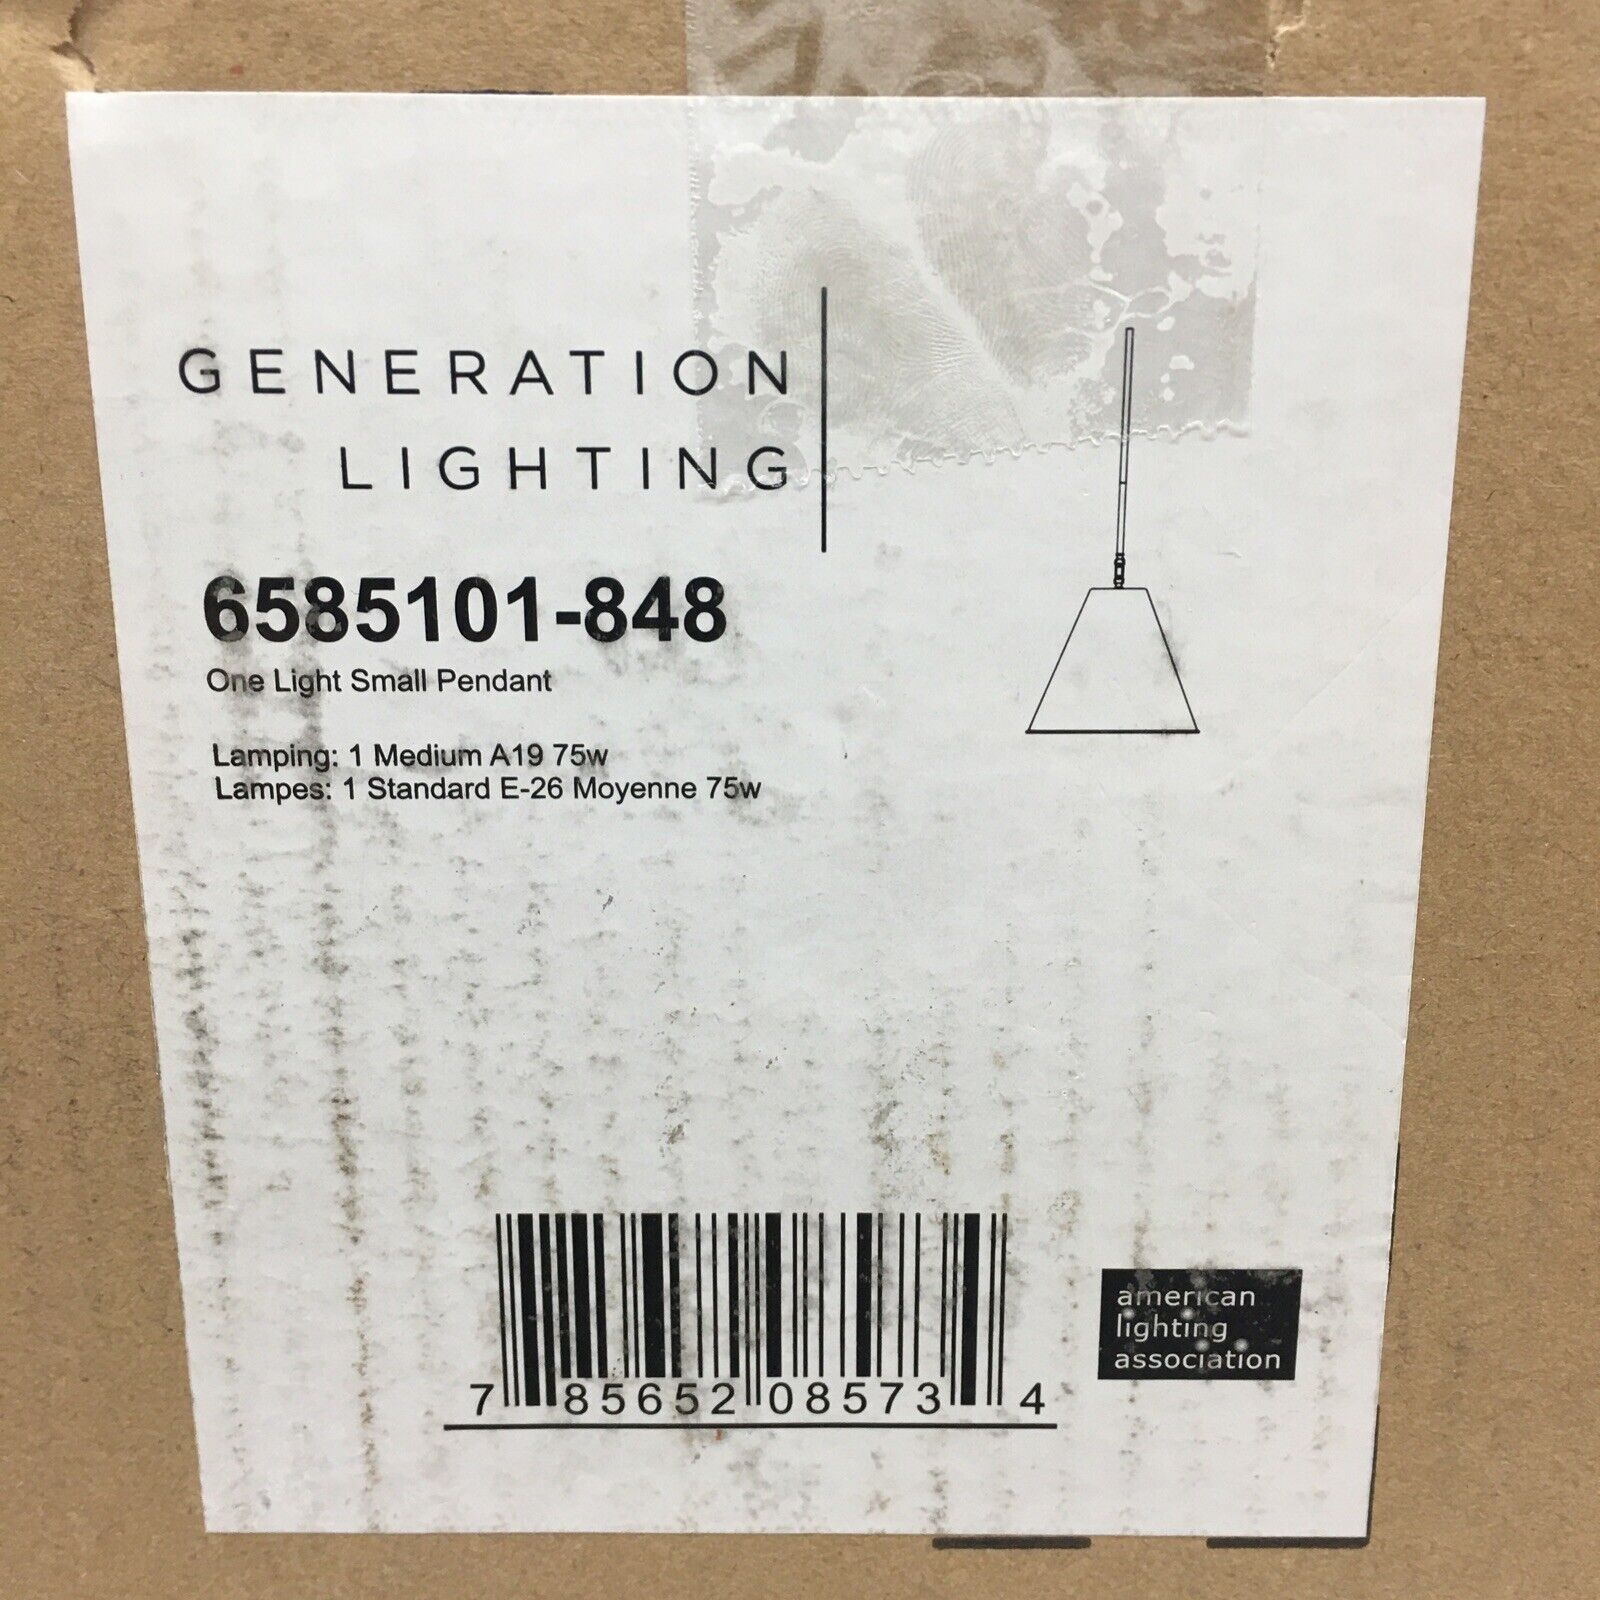 GENERATION
LIGHTING
6585101-848
One Light Small Pendant
Lamping: 1 Medium A19 75w
Lampes: 1 Standard E-26 Moyenne 75w
7 85652 08573 4
american
lighting
association